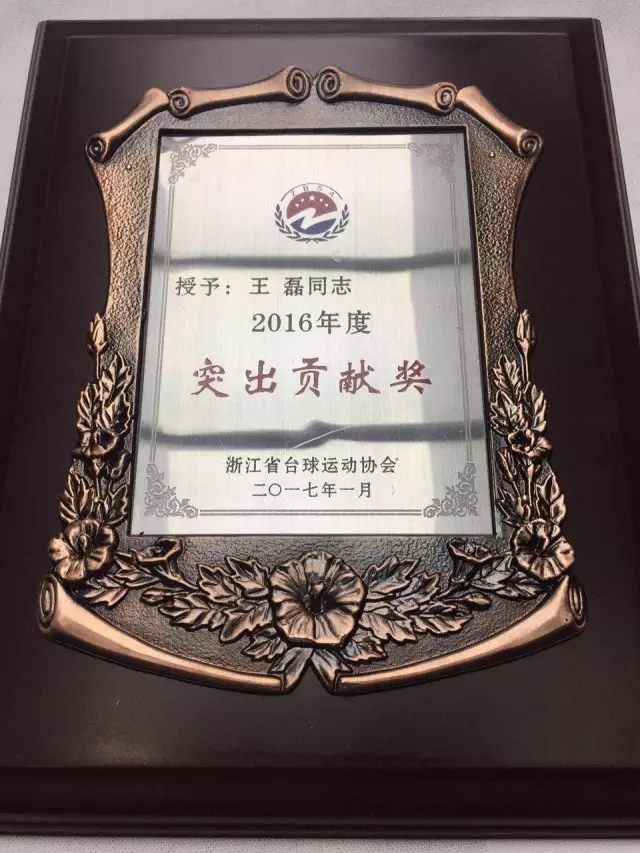 ZBSA
授予：王 磊同志
2016年度
突出贡献奖
浙江省台球运动协会
二〇一七年一月